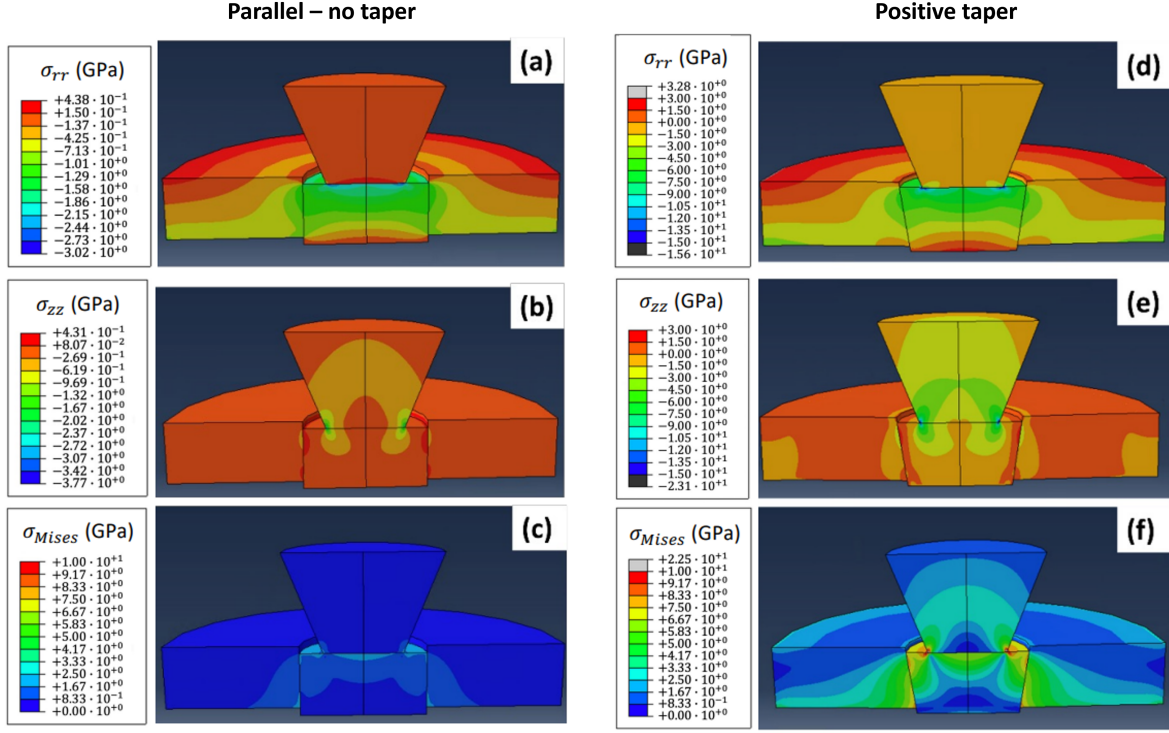 Parallel – no taper
Positive taper
σ_rr (GPa)
+4.38 · 10⁻¹
+1.50 · 10⁻¹
−1.37 · 10⁻¹
−4.25 · 10⁻¹
−7.13 · 10⁻¹
−1.01 · 10⁺⁰
−1.29 · 10⁺⁰
−1.58 · 10⁺⁰
−1.86 · 10⁺⁰
−2.15 · 10⁺⁰
−2.44 · 10⁺⁰
−2.73 · 10⁺⁰
−3.02 · 10⁺⁰
(a)
σ_rr (GPa)
+3.28 · 10⁺⁰
+3.00 · 10⁺⁰
+1.50 · 10⁺⁰
+0.00 · 10⁺⁰
−1.50 · 10⁺⁰
−3.00 · 10⁺⁰
−4.50 · 10⁺⁰
−6.00 · 10⁺⁰
−7.50 · 10⁺⁰
−9.00 · 10⁺⁰
−1.05 · 10⁺¹
−1.20 · 10⁺¹
−1.35 · 10⁺¹
−1.50 · 10⁺¹
−1.56 · 10⁺¹
(d)
σ_zz (GPa)
+4.31 · 10⁻¹
+8.07 · 10⁻²
−2.69 · 10⁻¹
−6.19 · 10⁻¹
−9.69 · 10⁻¹
−1.32 · 10⁺⁰
−1.67 · 10⁺⁰
−2.02 · 10⁺⁰
−2.37 · 10⁺⁰
−2.72 · 10⁺⁰
−3.07 · 10⁺⁰
−3.42 · 10⁺⁰
−3.77 · 10⁺⁰
(b)
σ_zz (GPa)
+3.00 · 10⁺⁰
+1.50 · 10⁺⁰
+0.00 · 10⁺⁰
−1.50 · 10⁺⁰
−3.00 · 10⁺⁰
−4.50 · 10⁺⁰
−6.00 · 10⁺⁰
−7.50 · 10⁺⁰
−9.00 · 10⁺⁰
−1.05 · 10⁺¹
−1.20 · 10⁺¹
−1.35 · 10⁺¹
−1.50 · 10⁺¹
−2.31 · 10⁺¹
(e)
σ_Mises (GPa)
+1.00 · 10⁺¹
+9.17 · 10⁺⁰
+8.33 · 10⁺⁰
+7.50 · 10⁺⁰
+6.67 · 10⁺⁰
+5.83 · 10⁺⁰
+5.00 · 10⁺⁰
+4.17 · 10⁺⁰
+3.33 · 10⁺⁰
+2.50 · 10⁺⁰
+1.67 · 10⁺⁰
+8.33 · 10⁻¹
+0.00 · 10⁺⁰
(c)
σ_Mises (GPa)
+2.25 · 10⁺¹
+1.00 · 10⁺¹
+9.17 · 10⁺⁰
+8.33 · 10⁺⁰
+7.50 · 10⁺⁰
+6.67 · 10⁺⁰
+5.83 · 10⁺⁰
+5.00 · 10⁺⁰
+4.17 · 10⁺⁰
+3.33 · 10⁺⁰
+2.50 · 10⁺⁰
+1.67 · 10⁺⁰
+8.33 · 10⁻¹
+0.00 · 10⁺⁰
(f)